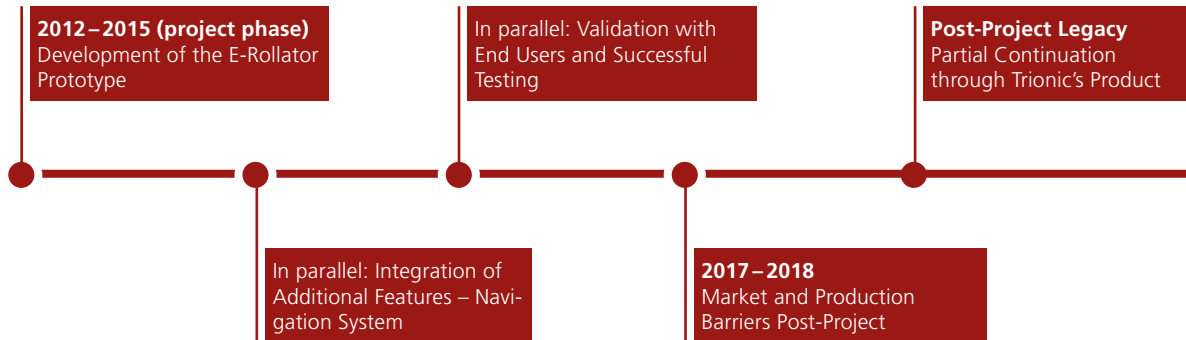 2012–2015 (project phase)
Development of the E-Rollator
Prototype
In parallel: Integration of
Additional Features – Navi-
gation System
In parallel: Validation with
End Users and Successful
Testing
2017–2018
Market and Production
Barriers Post-Project
Post-Project Legacy
Partial Continuation
through Trionic’s Product